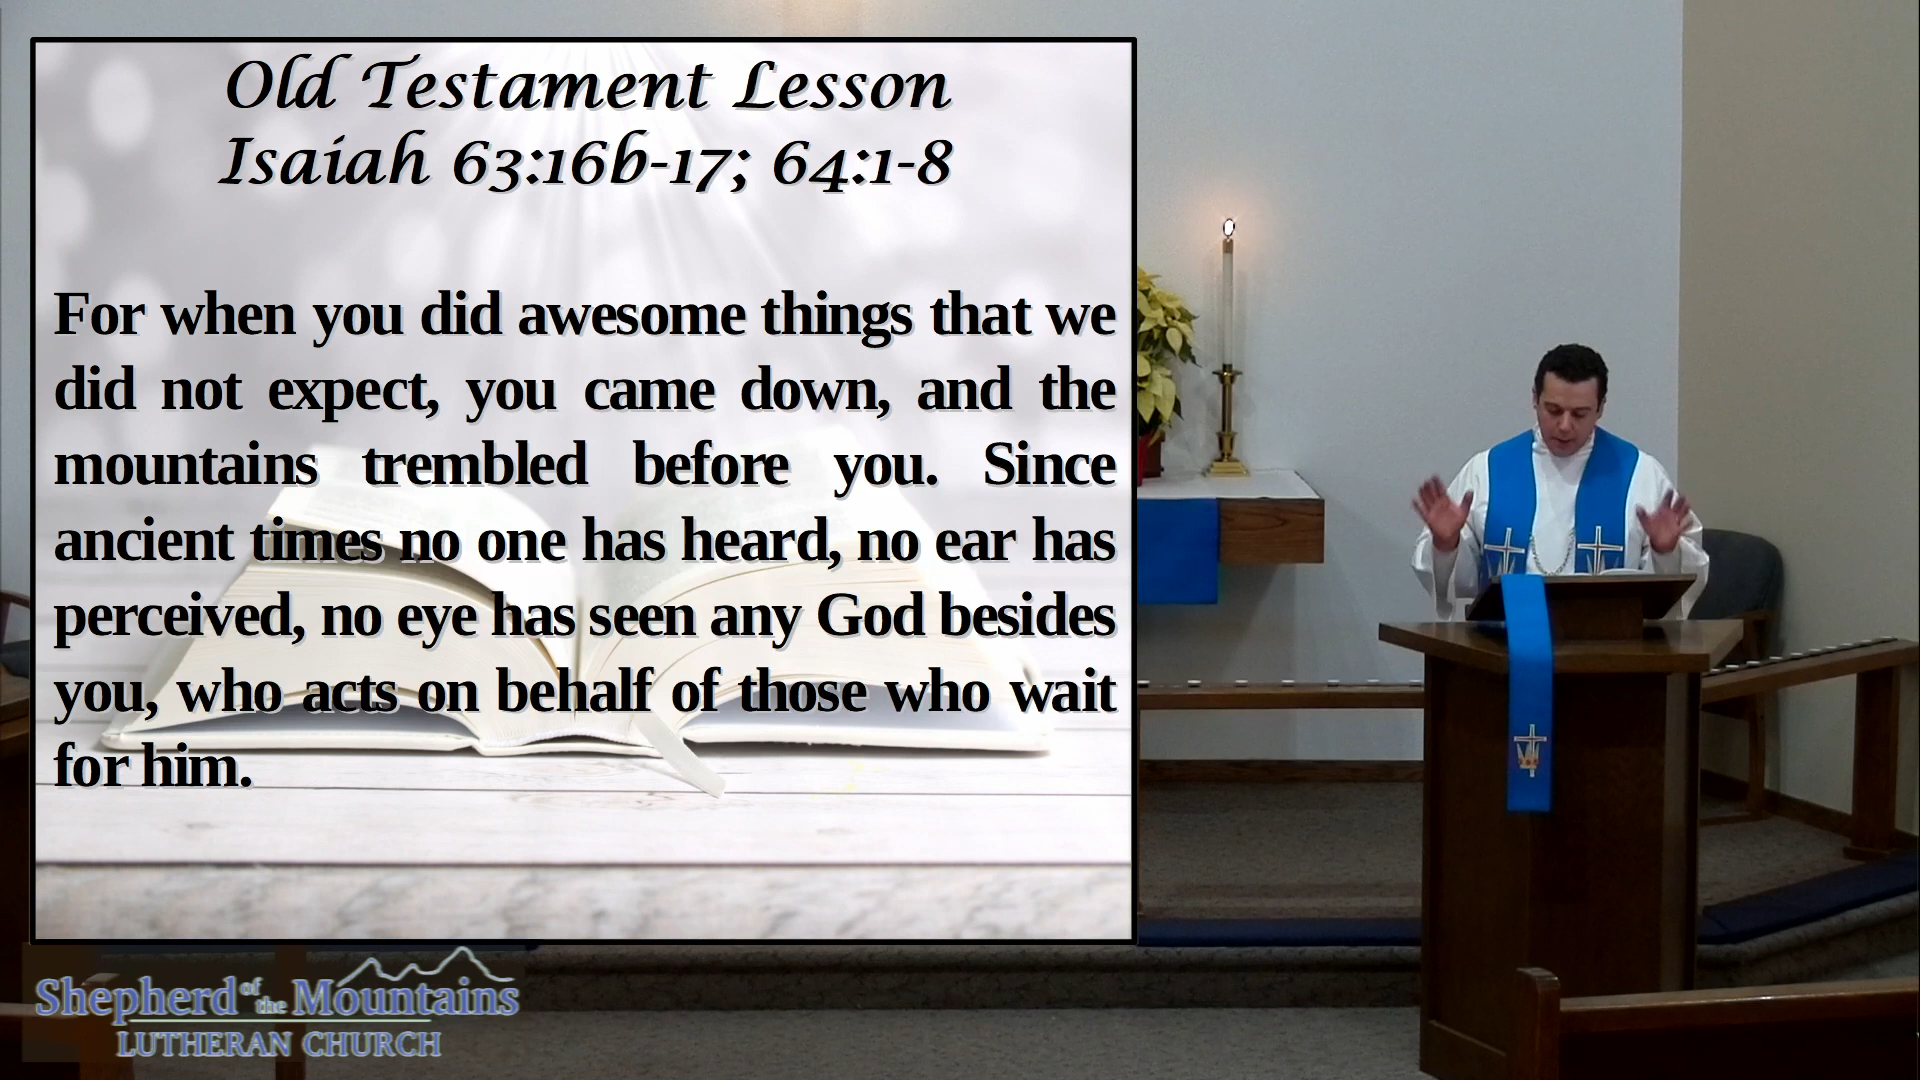 Old Testament Lesson
Isaiah 63:16b-17; 64:1-8
For when you did awesome things that we
did not expect, you came down, and the
mountains trembled before you. Since
ancient times no one has heard, no ear has
perceived, no eye has seen any God besides
you, who acts on behalf of those who wait
for him.
Shepherd of the Mountains
LUTHERAN CHURCH